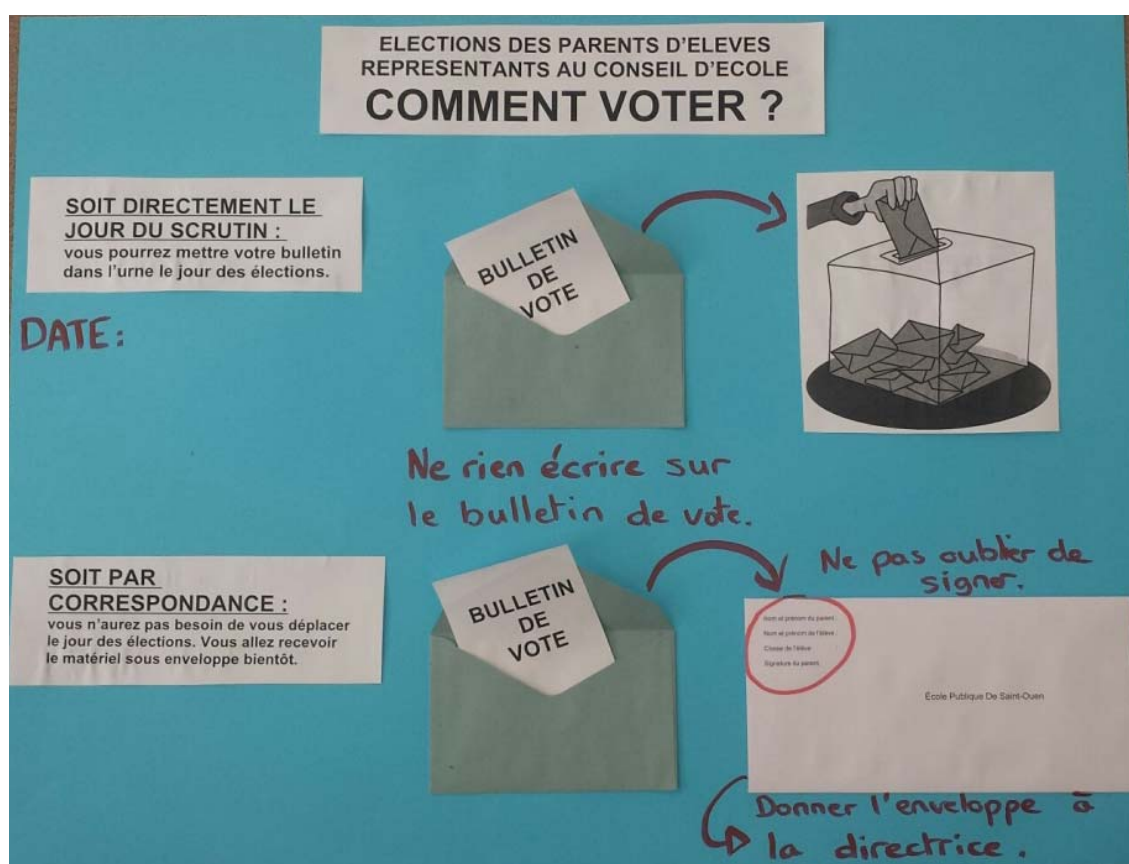 ELECTIONS DES PARENTS D'ELEVES
REPRESENTANTS AU CONSEIL D'ECOLE
COMMENT VOTER ?
SOIT DIRECTEMENT LE
JOUR DU SCRUTIN :
vous pourrez mettre votre bulletin
dans l'urne le jour des élections.
DATE:
BULLETIN
DE
VOTE
Ne rien écrire sur
le bulletin de vote.
SOIT PAR
CORRESPONDANCE :
vous n'aurez pas besoin de vous déplacer
le jour des élections. Vous allez recevoir
le matériel sous enveloppe bientôt.
BULLETIN
DE
VOTE
Ne pas oublier de
signer.
Nom et prénom du parent :
Nom et prénom de l'élève :
Classe de l'élève
Signature du parent
École Publique De Saint-Ouen
Donner l'enveloppe à
la directrice.